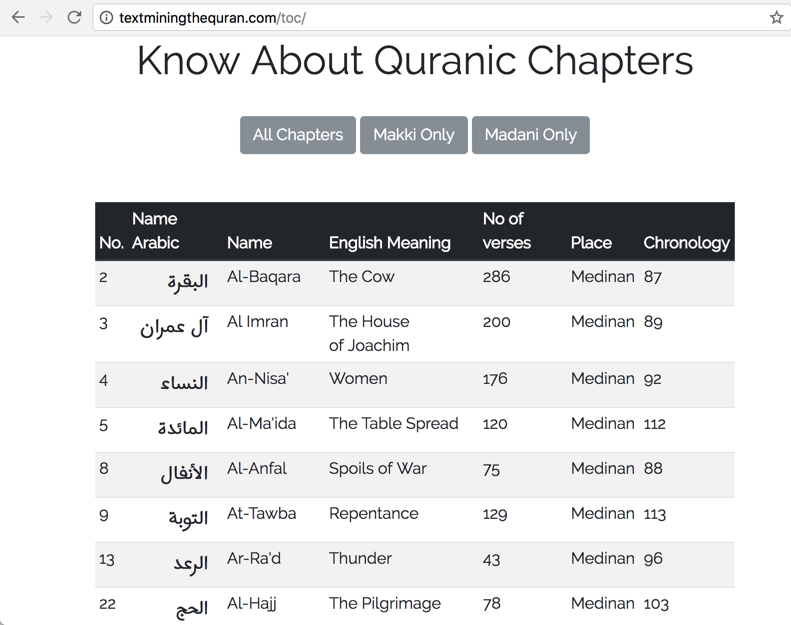 textminingthequran.com/toc/
Know About Quranic Chapters
All Chapters Makki Only Madani Only
No. Name Arabic Name English Meaning No of verses Place Chronology
2 البقرة Al-Baqara The Cow 286 Medinan 87
3 آل عمران Al Imran The House of Joachim 200 Medinan 89
4 النساء An-Nisa' Women 176 Medinan 92
5 المائدة Al-Ma'ida The Table Spread 120 Medinan 112
8 الأنفال Al-Anfal Spoils of War 75 Medinan 88
9 التوبة At-Tawba Repentance 129 Medinan 113
13 الرعد Ar-Ra'd Thunder 43 Medinan 96
22 الحج Al-Hajj The Pilgrimage 78 Medinan 103